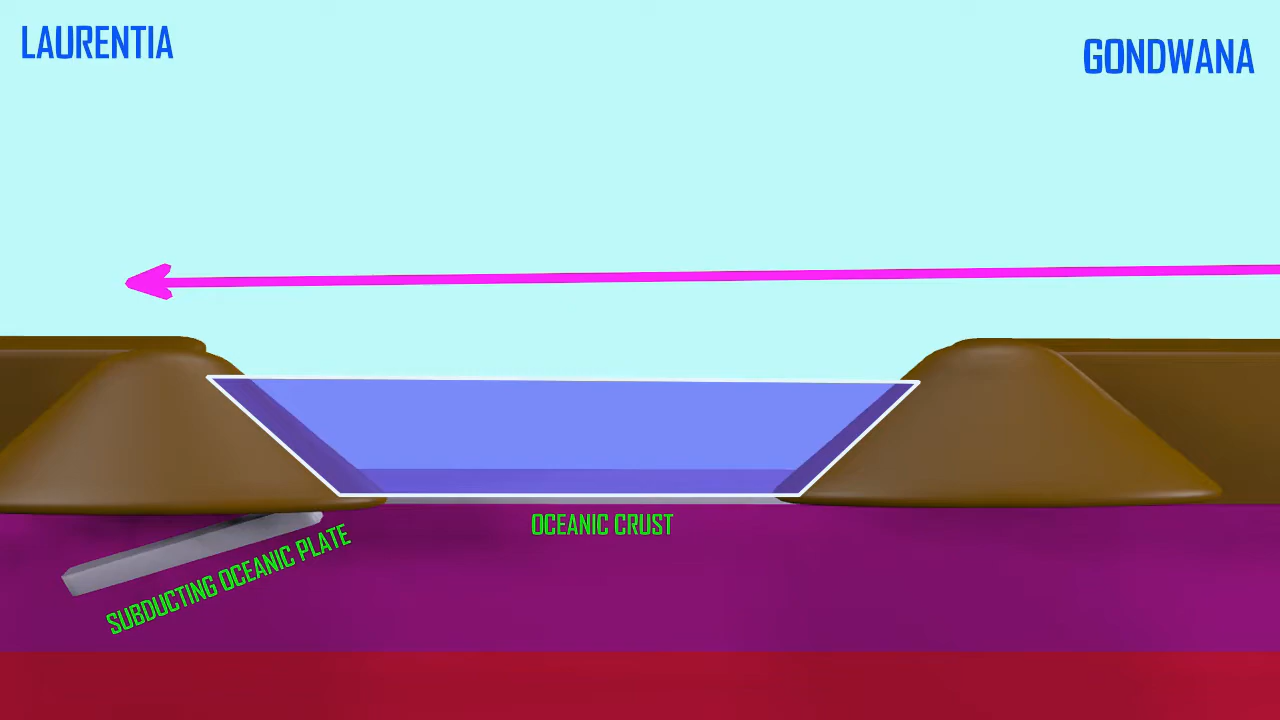 LAURENTIA
GONDWANA
OCEANIC CRUST
SUBDUCTING OCEANIC PLATE